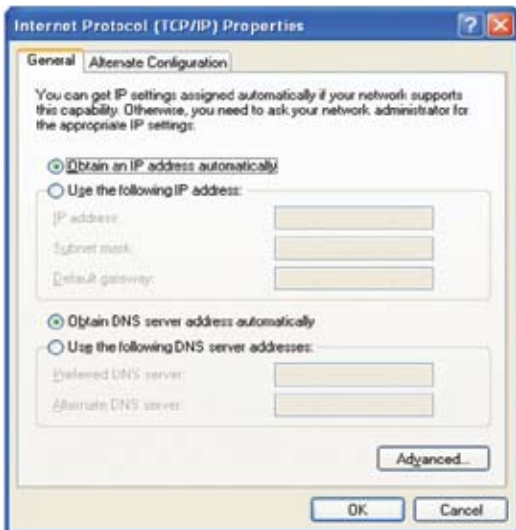 Internet Protocol (TCP/IP) Properties
General
Alternate Configuration
You can get IP settings assigned automatically if your network supports
this capability. Otherwise, you need to ask your network administrator for
the appropriate IP settings.
Obtain an IP address automatically
Use the following IP address:
IP address:
Subnet mask:
Default gateway:
Obtain DNS server address automatically
Use the following DNS server addresses:
Preferred DNS server:
Alternate DNS server:
Advanced...
OK
Cancel